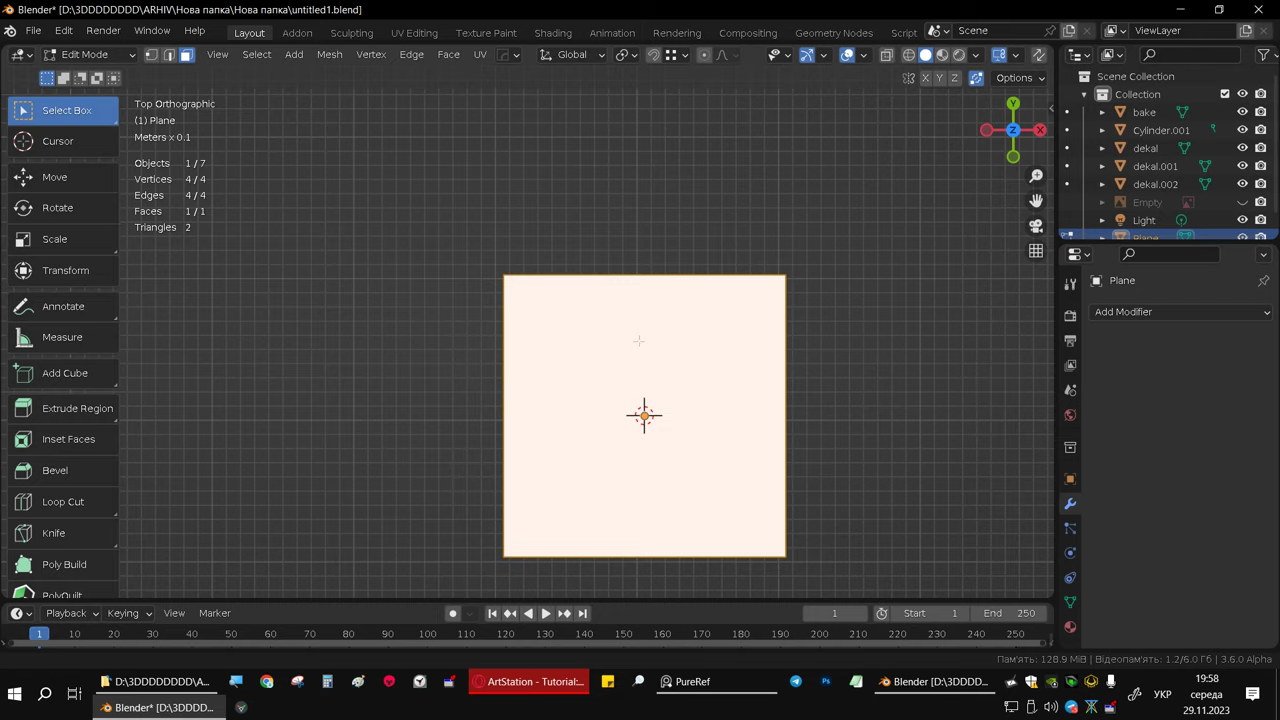 Blender* [D:\3DDDDDDDD\ARHIV\Нова папка\Нова папка\untitled1.blend]
File Edit Render Window Help Layout Addon Modeling Sculpting UV Editing Texture Paint Shading Animation Rendering Compositing Geometry Nodes Script Scene ViewLayer
Edit Mode View Select Add Mesh Vertex Edge Face UV Global
X Y Z Options
Select Box
Cursor
Move
Rotate
Scale
Transform
Annotate
Measure
Add Cube
Extrude Region
Inset Faces
Bevel
Loop Cut
Knife
Poly Build
PolyQuilt
Top Orthographic
(1) Plane
Meters x 0.1
Objects 1/7
Vertices 4/4
Edges 4/4
Faces 1/1
Triangles 2
Y
Z X
Scene Collection
Collection
bake
Cylinder.001
dekal
dekal.001
dekal.002
Empty
Light
Plane
Plane
Add Modifier
Playback Keying View Marker 1 Start 1 End 250
1 10 20 30 40 50 60 70 80 90 100 110 120 130 140 150 160 170 180 190 200 210 220 230 240 250
Пам'ять: 128.9 MiB | Відеопам'ять: 1.2/6.0 Гб | 3.6.0 Alpha
D:\3DDDDDDDD\A... ArtStation - Tutorial:... PureRef Ps Blender [D:\3DDDD...
Blender* [D:\3DDDD...
УКР
19:58
середа
29.11.2023